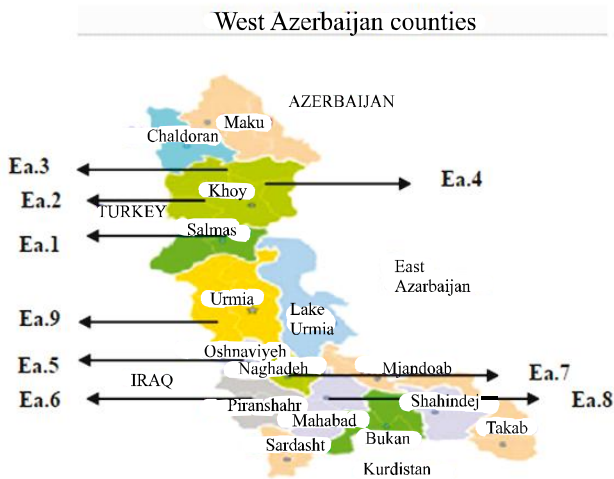 West Azerbaijan counties
AZERBAIJAN
Maku
Chaldoran
Ea.3
Ea.4
Khoy
Ea.2
TURKEY
Salmas
Ea.1
East
Azarbaijan
Urmia
Lake
Urmia
Ea.9
Oshnaviyeh
Ea.5
Naghadeh
Miandoab
Ea.7
IRAQ
Ea.6
Piranshahr
Shahindej
Ea.8
Mahabad
Takab
Bukan
Sardasht
Kurdistan